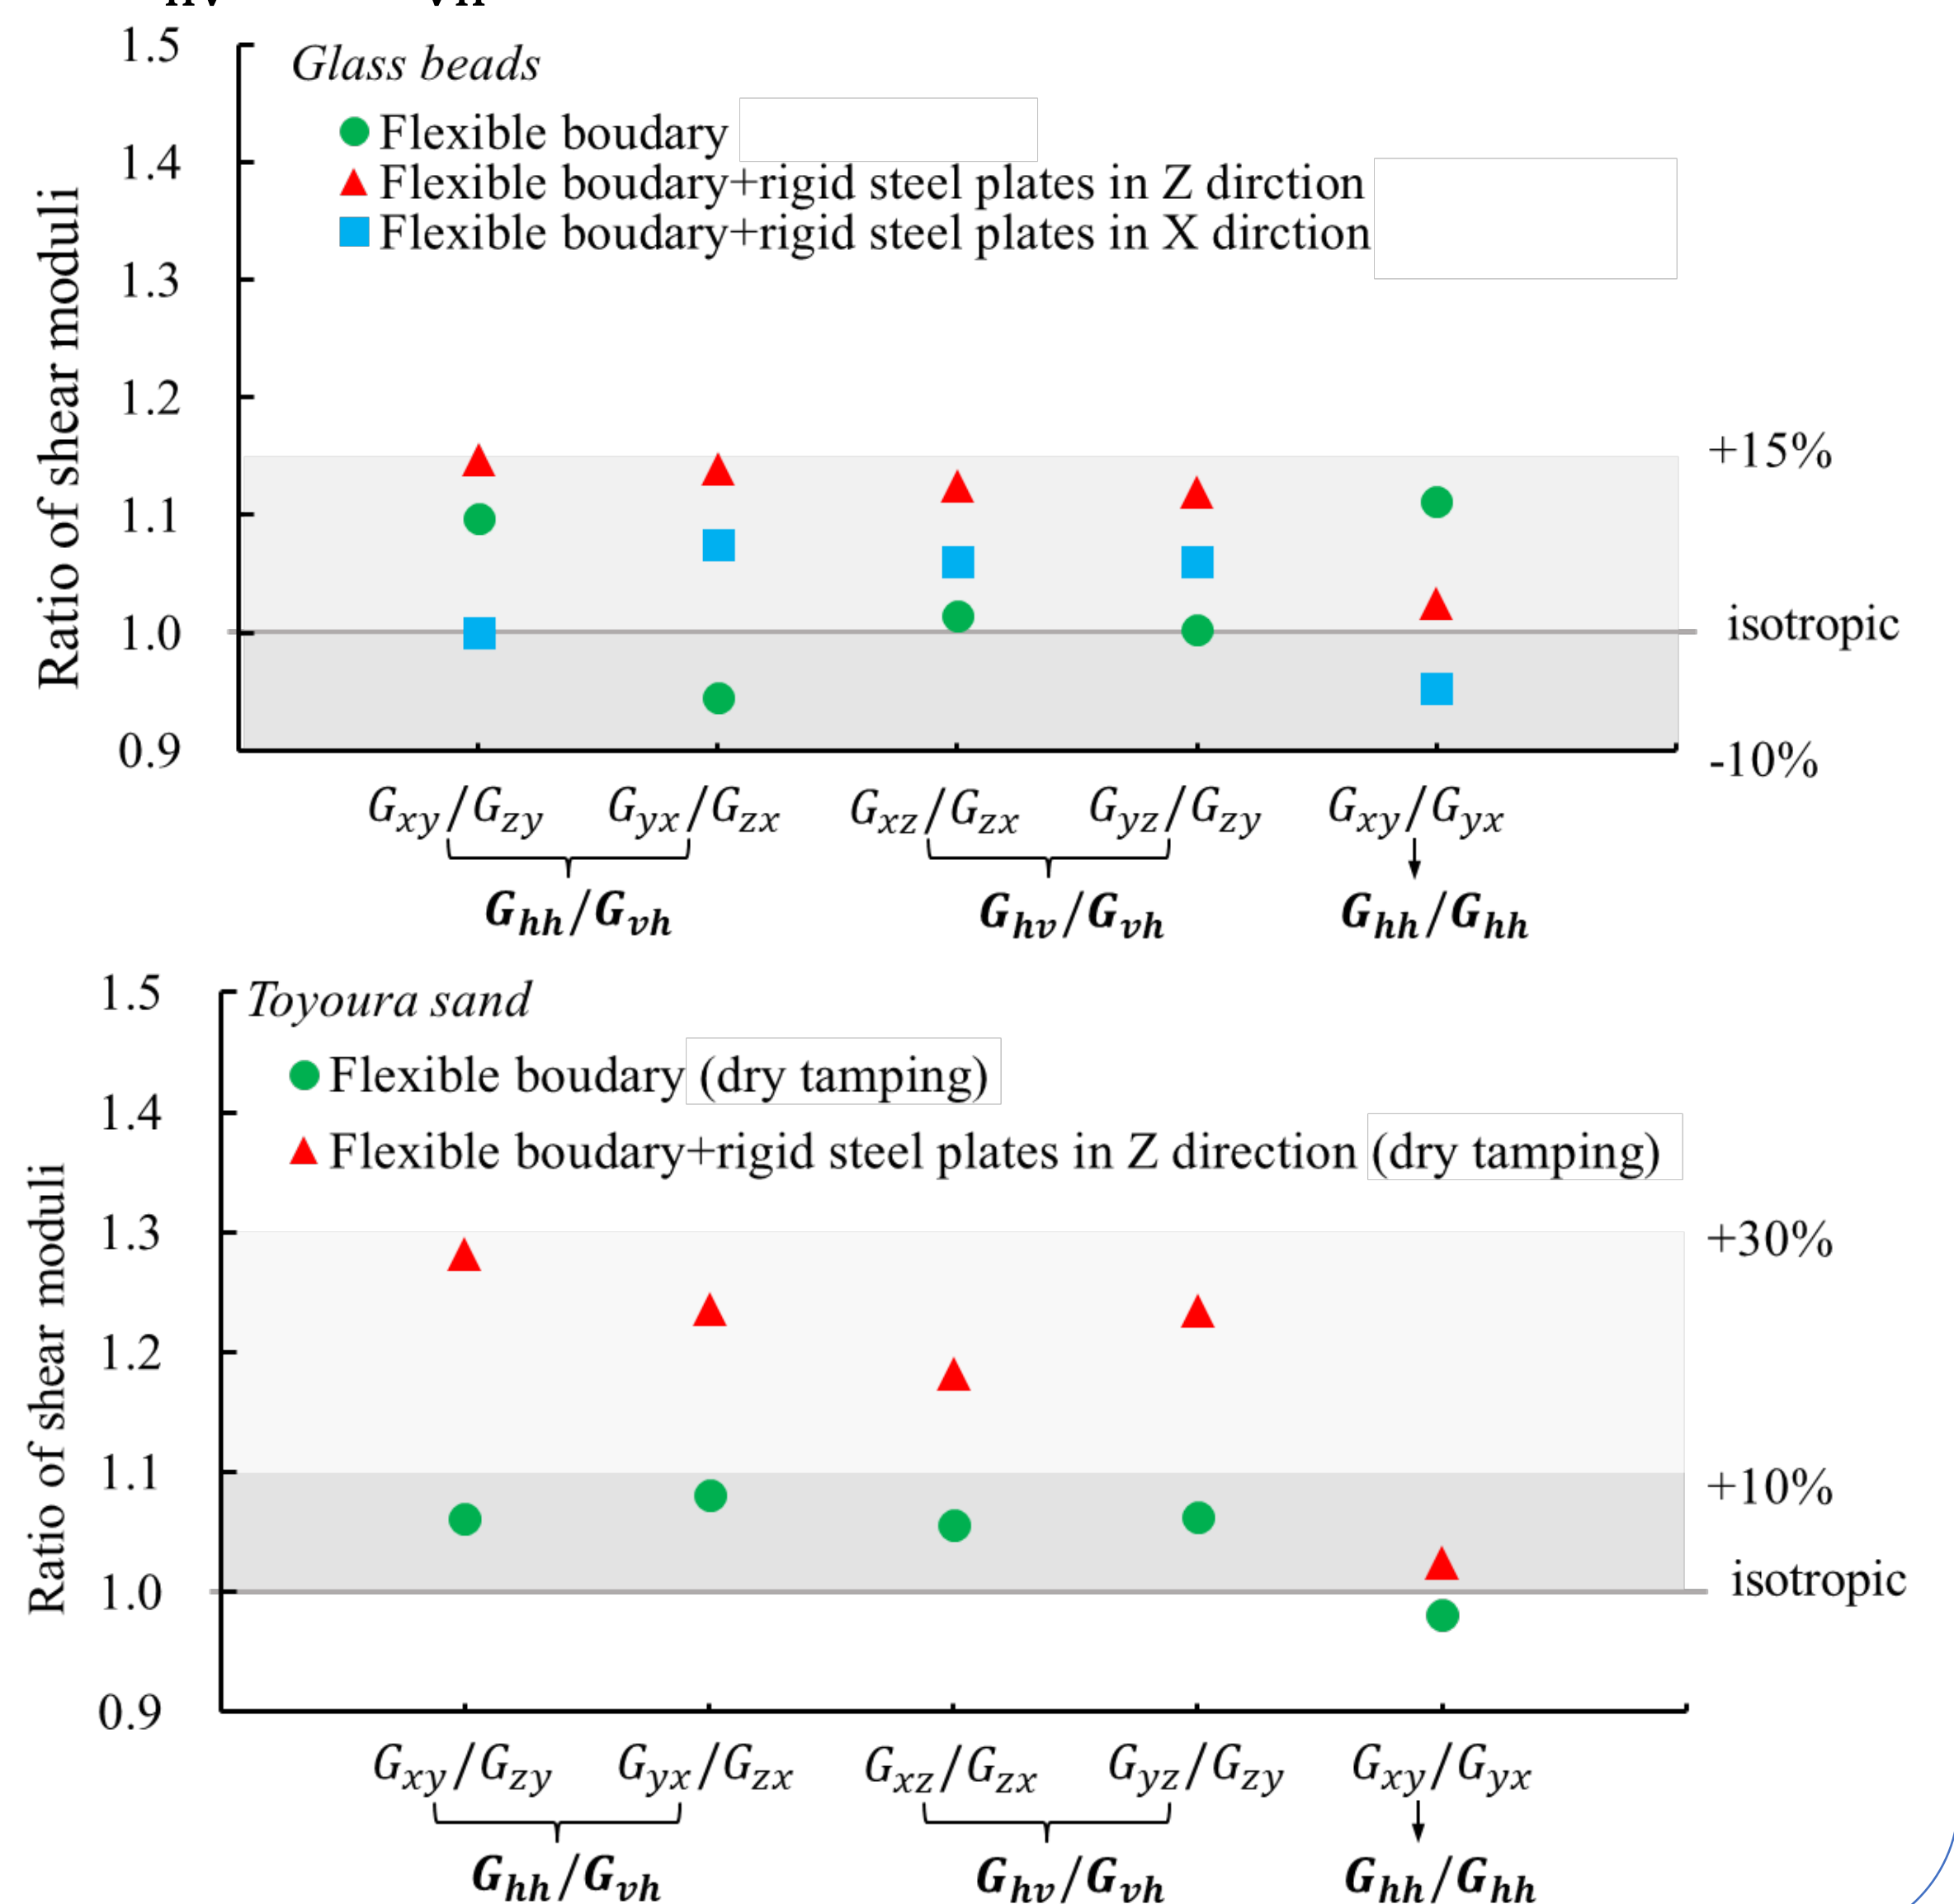 1.5
Glass beads
Flexible boudary
1.4
Flexible boudary+rigid steel plates in Z dirction
Flexible boudary+rigid steel plates in X dirction
1.3
1.2
+15%
1.1
1.0
isotropic
0.9
-10%
Ratio of shear moduli
Gxy/Gzy Gyx/Gzx Gxz/Gzx Gyz/Gzy Gxy/Gyx
Ghh/Gvh Ghv/Gvh Ghh/Ghh
1.5
Toyoura sand
Flexible boudary (dry tamping)
1.4
Flexible boudary+rigid steel plates in Z direction (dry tamping)
1.3
+30%
1.2
1.1
+10%
1.0
isotropic
0.9
Ratio of shear moduli
Gxy/Gzy Gyx/Gzx Gxz/Gzx Gyz/Gzy Gxy/Gyx
Ghh/Gvh Ghv/Gvh Ghh/Ghh